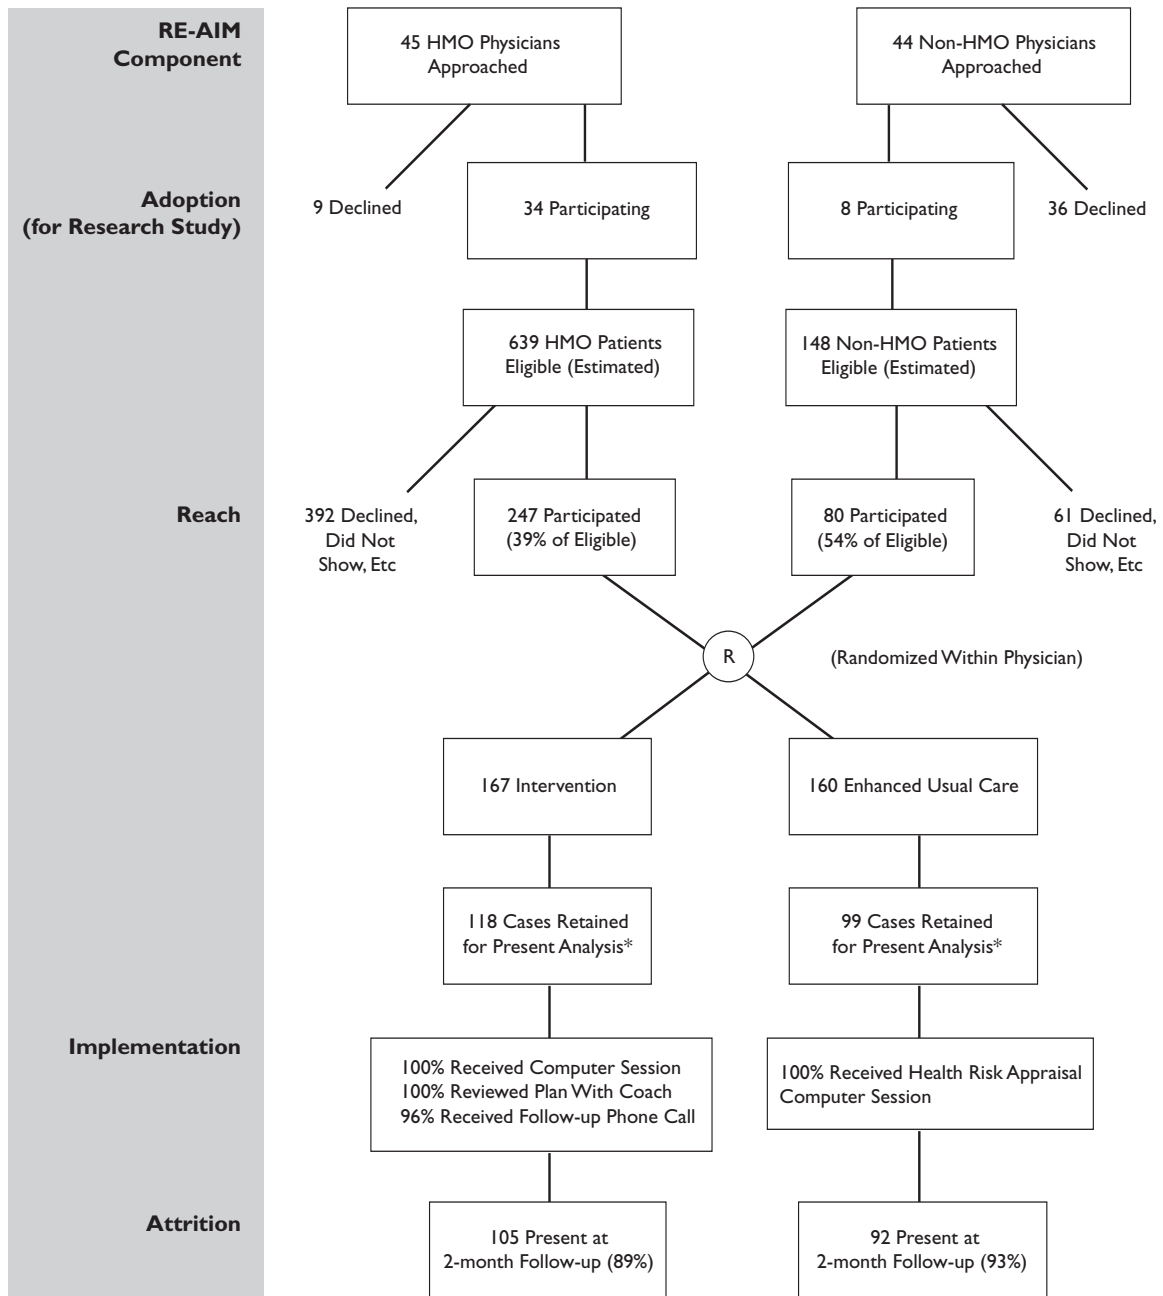 RE-AIM
Component
45 HMO Physicians
Approached
44 Non-HMO Physicians
Approached
Adoption
(for Research Study)
9 Declined
34 Participating
8 Participating
36 Declined
639 HMO Patients
Eligible (Estimated)
148 Non-HMO Patients
Eligible (Estimated)
Reach
392 Declined,
Did Not
Show, Etc
247 Participated
(39% of Eligible)
80 Participated
(54% of Eligible)
61 Declined,
Did Not
Show, Etc
R
(Randomized Within Physician)
167 Intervention
160 Enhanced Usual Care
118 Cases Retained
for Present Analysis*
99 Cases Retained
for Present Analysis*
Implementation
100% Received Computer Session
100% Reviewed Plan With Coach
96% Received Follow-up Phone Call
100% Received Health Risk Appraisal
Computer Session
Attrition
105 Present at
2-month Follow-up (89%)
92 Present at
2-month Follow-up (93%)